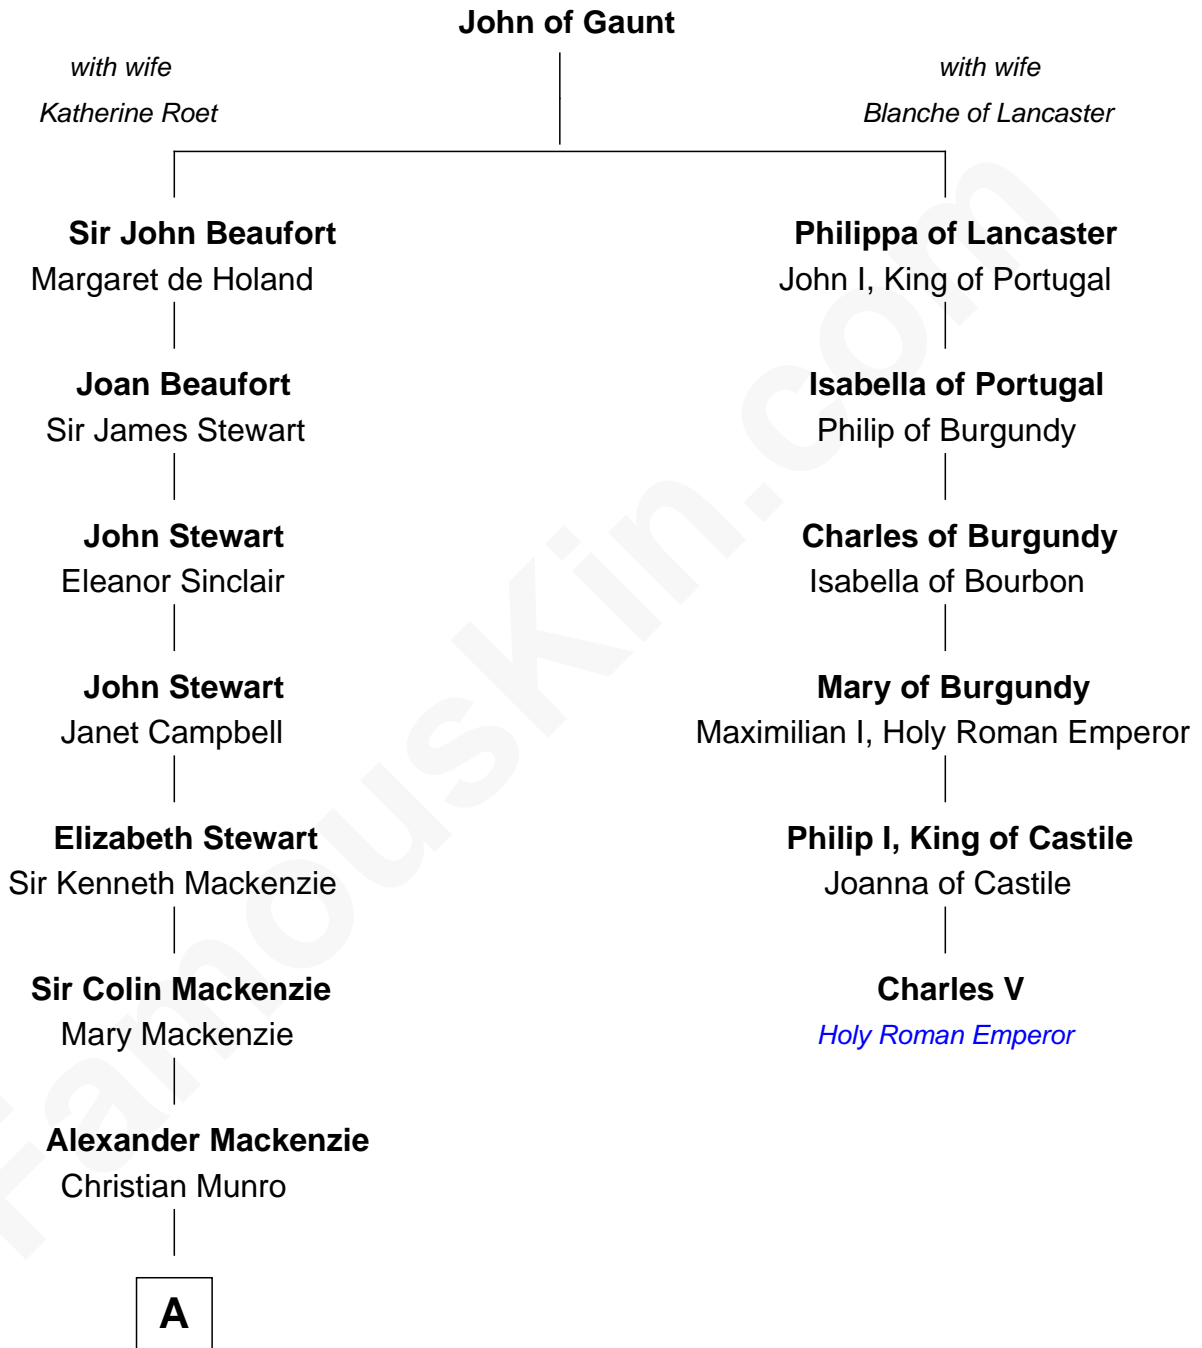 John of Gaunt
with wife
Katherine Roet
with wife
Blanche of Lancaster
Sir John Beaufort
Margaret de Holand
Philippa of Lancaster
John I, King of Portugal
Joan Beaufort
Sir James Stewart
Isabella of Portugal
Philip of Burgundy
John Stewart
Eleanor Sinclair
Charles of Burgundy
Isabella of Bourbon
John Stewart
Janet Campbell
Mary of Burgundy
Maximilian I, Holy Roman Emperor
Elizabeth Stewart
Sir Kenneth Mackenzie
Philip I, King of Castile
Joanna of Castile
Sir Colin Mackenzie
Mary Mackenzie
Charles V
Holy Roman Emperor
Alexander Mackenzie
Christian Munro
A
FamousKin.com